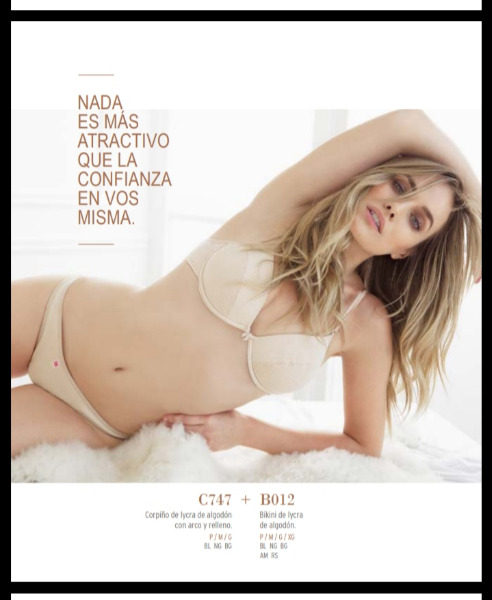 NADA
ES MÁS
ATRACTIVO
QUE LA
CONFIANZA
EN VOS
MISMA.
C747 + B012
Corpiño de lycra de algodón
con arco y relleno.
P / M / G
BL NG BG
Bikini de lycra
de algodón.
P / M / G / XG
BL NG BG
AM RS